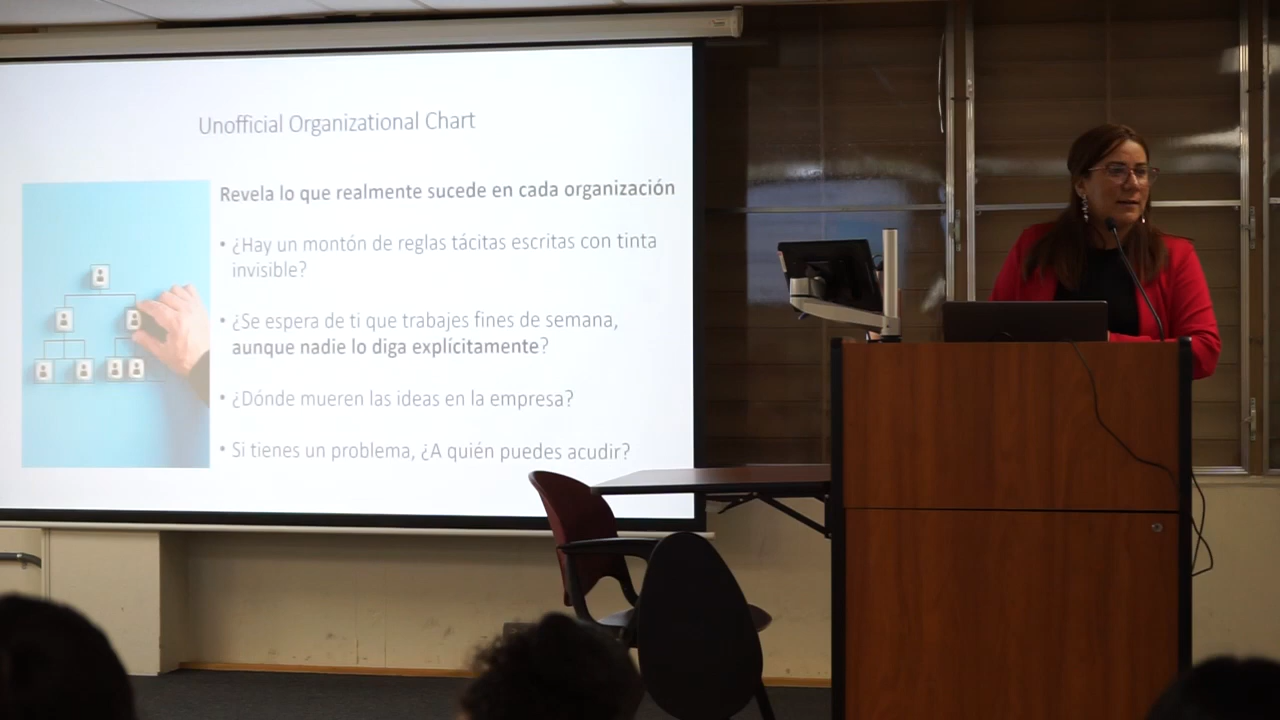 Unofficial Organizational Chart
Revela lo que realmente sucede en cada organización
• ¿Hay un montón de reglas tácitas escritas con tinta
invisible?
• ¿Se espera de ti que trabajes fines de semana,
aunque nadie lo diga explícitamente?
• ¿Dónde mueren las ideas en la empresa?
• Si tienes un problema, ¿A quién puedes acudir?